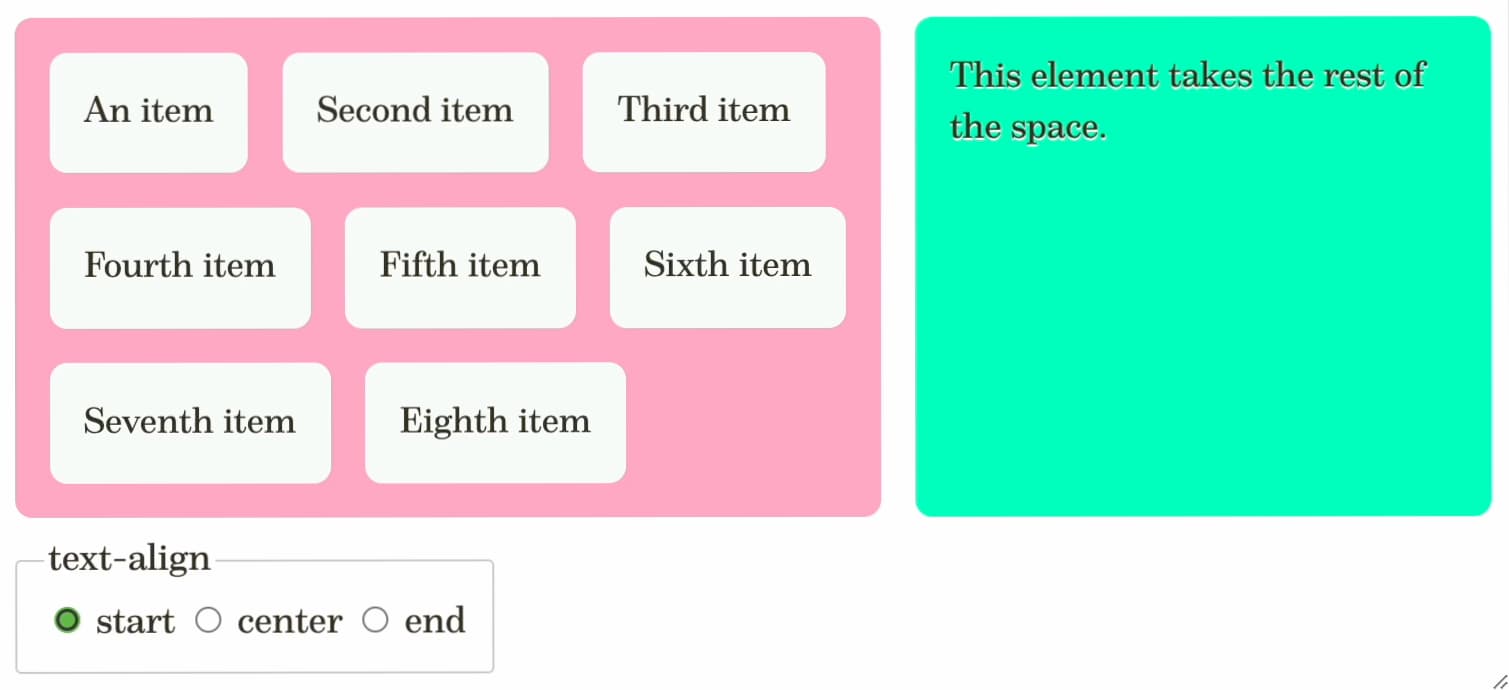 An item
Second item
Third item
Fourth item
Fifth item
Sixth item
Seventh item
Eighth item
This element takes the rest of
the space.
text-align
start center end